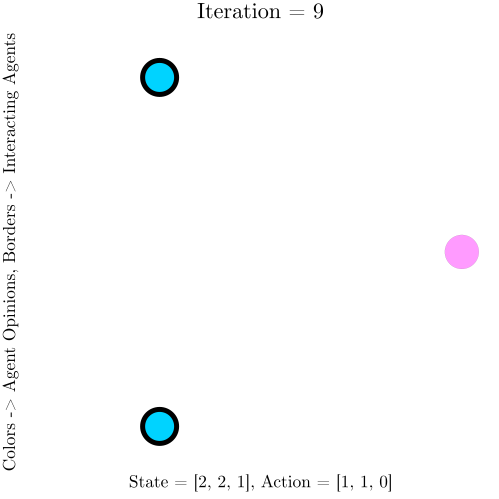 Iteration = 9
Colors -> Agent Opinions, Borders -> Interacting Agents
State = [2, 2, 1], Action = [1, 1, 0]